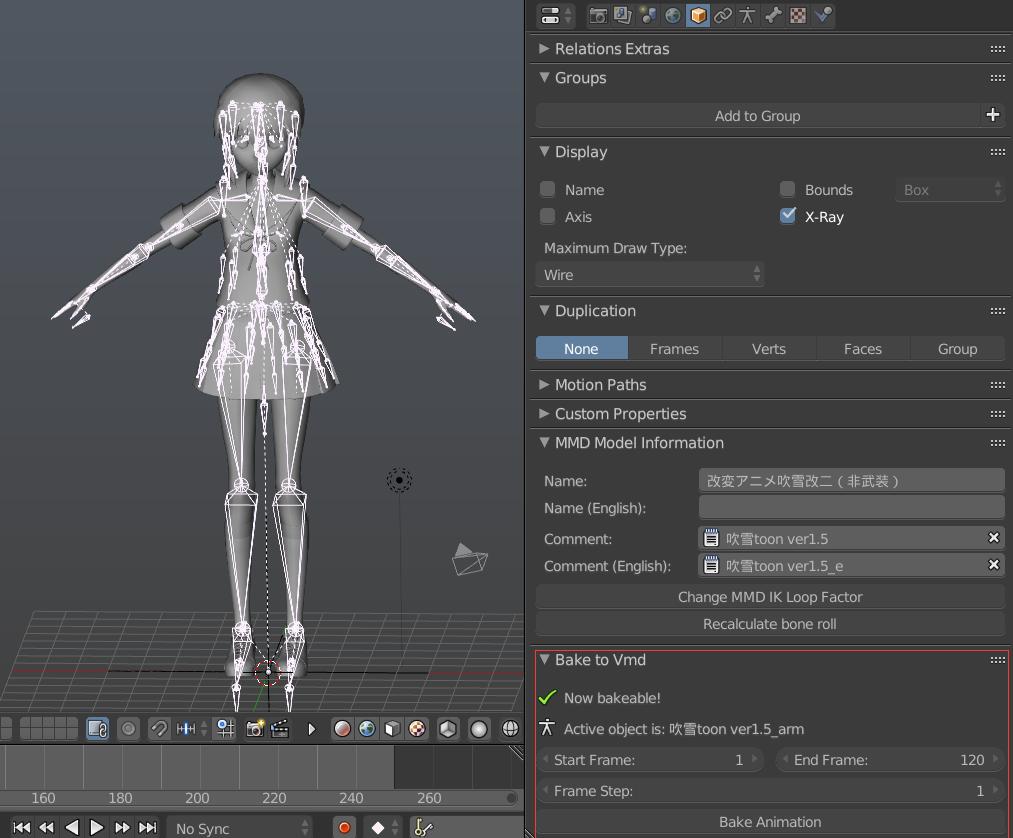 Relations Extras
Groups
Add to Group
Display
Name
Bounds
Box
Axis
X-Ray
Maximum Draw Type:
Wire
Duplication
None Frames Verts Faces Group
Motion Paths
Custom Properties
MMD Model Information
Name: 改変アニメ吹雪改二(非武装)
Name (English):
Comment: 吹雪toon ver1.5
Comment (English): 吹雪toon ver1.5_e
Change MMD IK Loop Factor
Recalculate bone roll
Bake to Vmd
Now bakeable!
Active object is: 吹雪toon ver1.5_arm
Start Frame: 1 End Frame: 120
Frame Step: 1
Bake Animation
160 180 200 220 240 260
No Sync